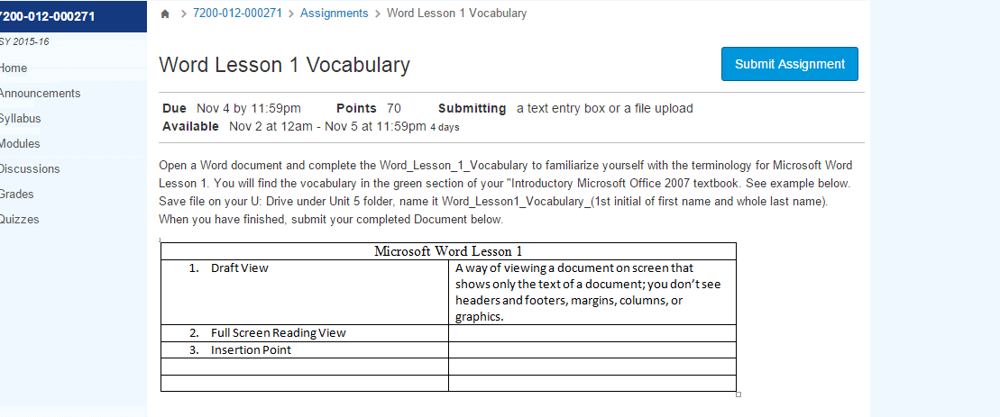 7200-012-000271
7200-012-000271 > Assignments > Word Lesson 1 Vocabulary
SY 2015-16
Home
Announcements
Syllabus
Modules
Discussions
Grades
Quizzes
Word Lesson 1 Vocabulary
Submit Assignment
Due Nov 4 by 11:59pm Points 70 Submitting a text entry box or a file upload
Available Nov 2 at 12am - Nov 5 at 11:59pm 4 days
Open a Word document and complete the Word_Lesson_1_Vocabulary to familiarize yourself with the terminology for Microsoft Word
Lesson 1. You will find the vocabulary in the green section of your "Introductory Microsoft Office 2007 textbook. See example below.
Save file on your U: Drive under Unit 5 folder, name it Word_Lesson1_Vocabulary_(1st initial of first name and whole last name).
When you have finished, submit your completed Document below.
Microsoft Word Lesson 1
1. Draft View
A way of viewing a document on screen that
shows only the text of a document; you don't see
headers and footers, margins, columns, or
graphics.
2. Full Screen Reading View
3. Insertion Point